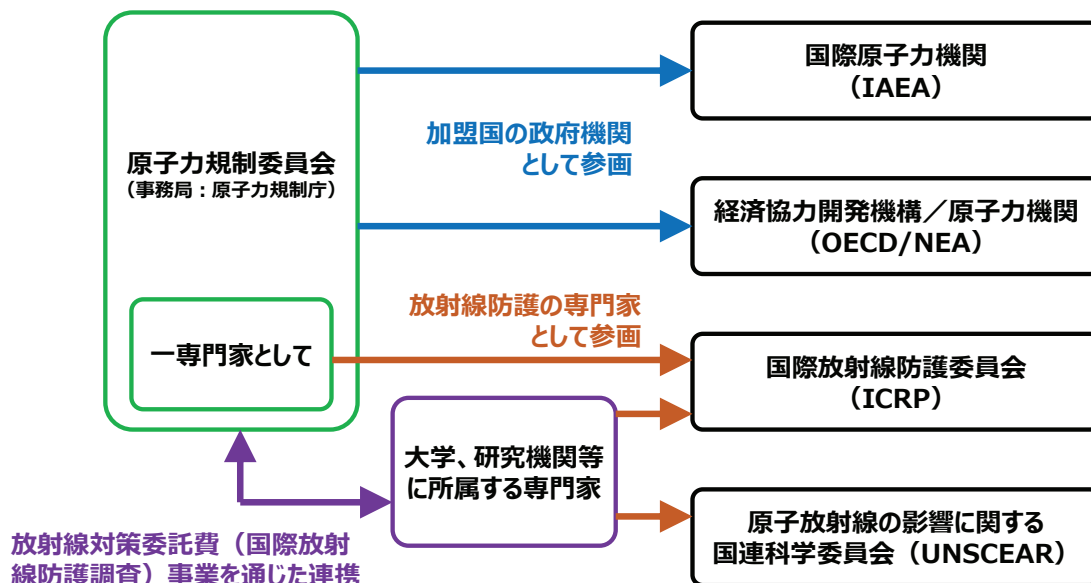 国際原子力機関
（IAEA）
加盟国の政府機関
として参画
原子力規制委員会
（事務局：原子力規制庁）
経済協力開発機構／原子力機関
（OECD/NEA）
放射線防護の専門家
として参画
一専門家として
国際放射線防護委員会
（ICRP）
大学、研究機関等
に所属する専門家
原子放射線の影響に関する
国連科学委員会（UNSCEAR）
放射線対策委託費（国際放射
線防護調査）事業を通じた連携